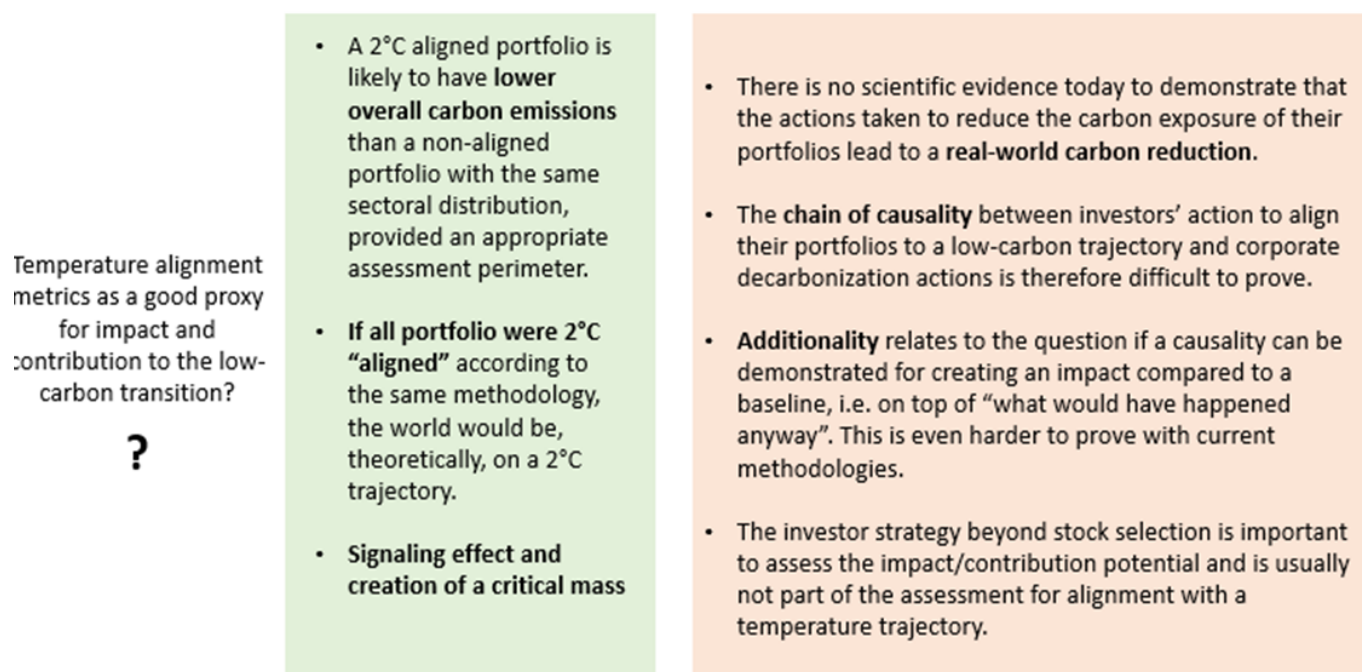 Temperature alignment
metrics as a good proxy
for impact and
contribution to the low-
carbon transition?
?
• A 2°C aligned portfolio is
likely to have lower
overall carbon emissions
than a non-aligned
portfolio with the same
sectoral distribution,
provided an appropriate
assessment perimeter.
• If all portfolio were 2°C
“aligned” according to
the same methodology,
the world would be,
theoretically, on a 2°C
trajectory.
• Signaling effect and
creation of a critical mass
• There is no scientific evidence today to demonstrate that
the actions taken to reduce the carbon exposure of their
portfolios lead to a real-world carbon reduction.
• The chain of causality between investors’ action to align
their portfolios to a low-carbon trajectory and corporate
decarbonization actions is therefore difficult to prove.
• Additionality relates to the question if a causality can be
demonstrated for creating an impact compared to a
baseline, i.e. on top of “what would have happened
anyway”. This is even harder to prove with current
methodologies.
• The investor strategy beyond stock selection is important
to assess the impact/contribution potential and is usually
not part of the assessment for alignment with a
temperature trajectory.